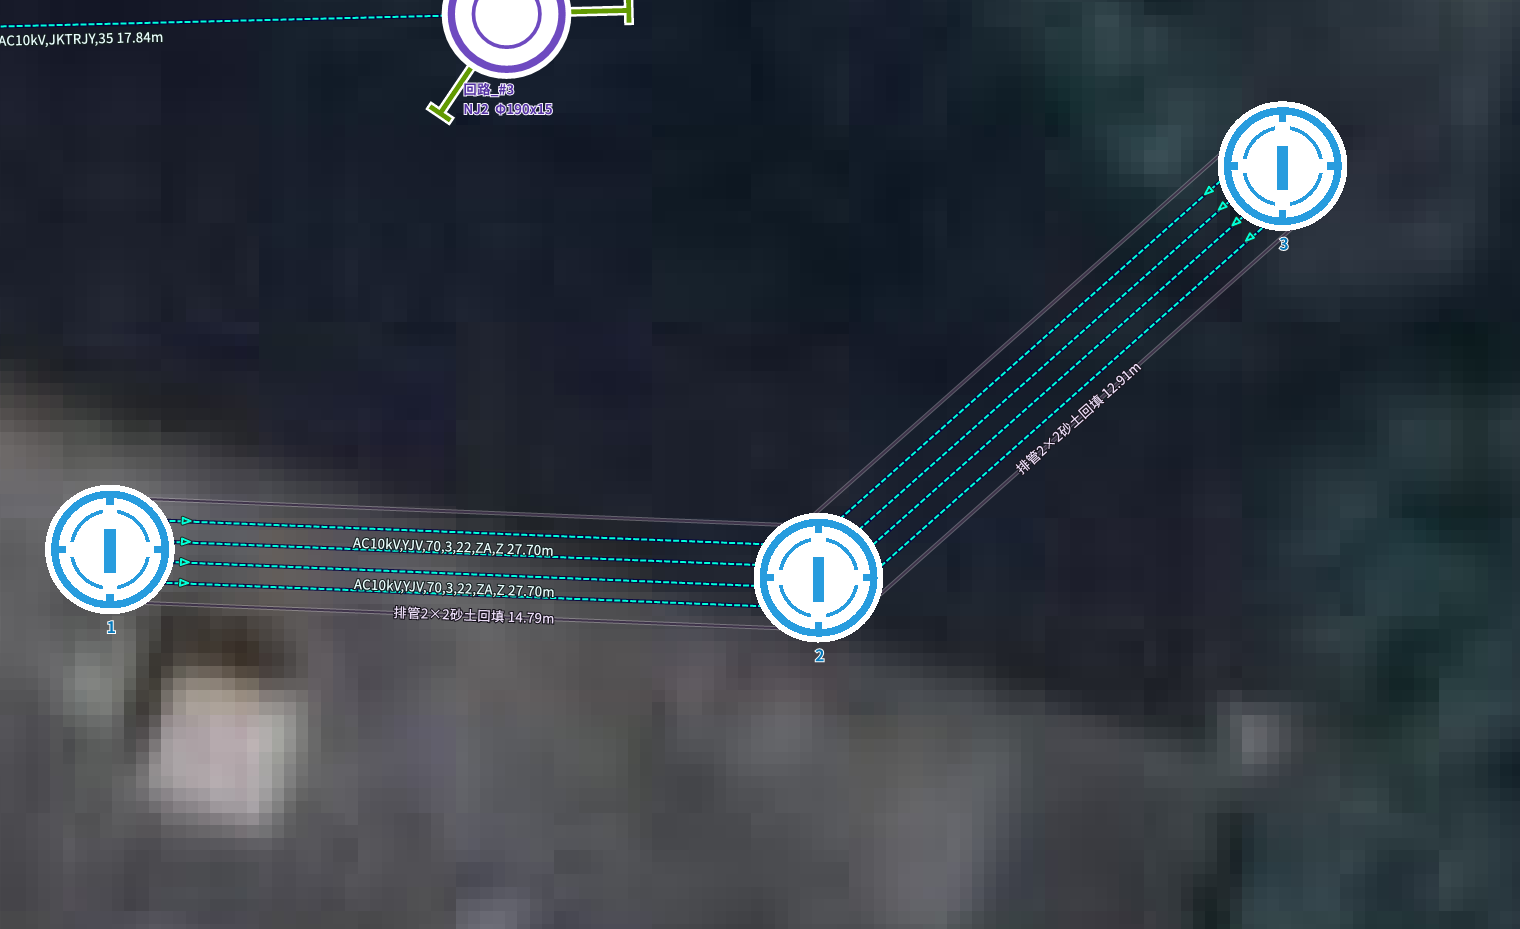 AC10kV,JKTRJY,35 17.84m
回路_#3
NJ2 Φ190x15
3
排管2×2砂土回填 12.91m
AC10kV,YJV,70,3,22,ZA,Z 27.70m
AC10kV,YJV,70,3,22,ZA,Z 27.70m
排管2×2砂土回填 14.79m
1
2